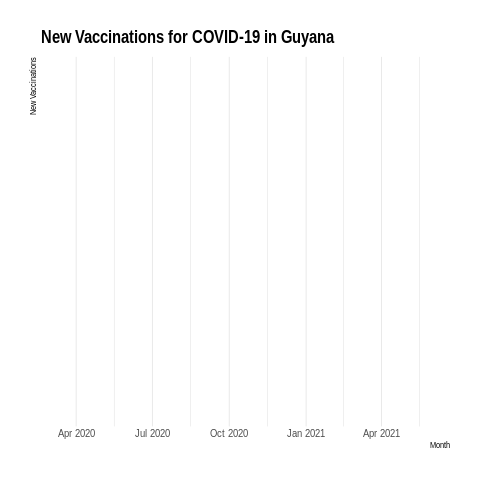 New Vaccinations for COVID-19 in Guyana
New Vaccinations
Apr 2020 Jul 2020 Oct 2020 Jan 2021 Apr 2021
Month